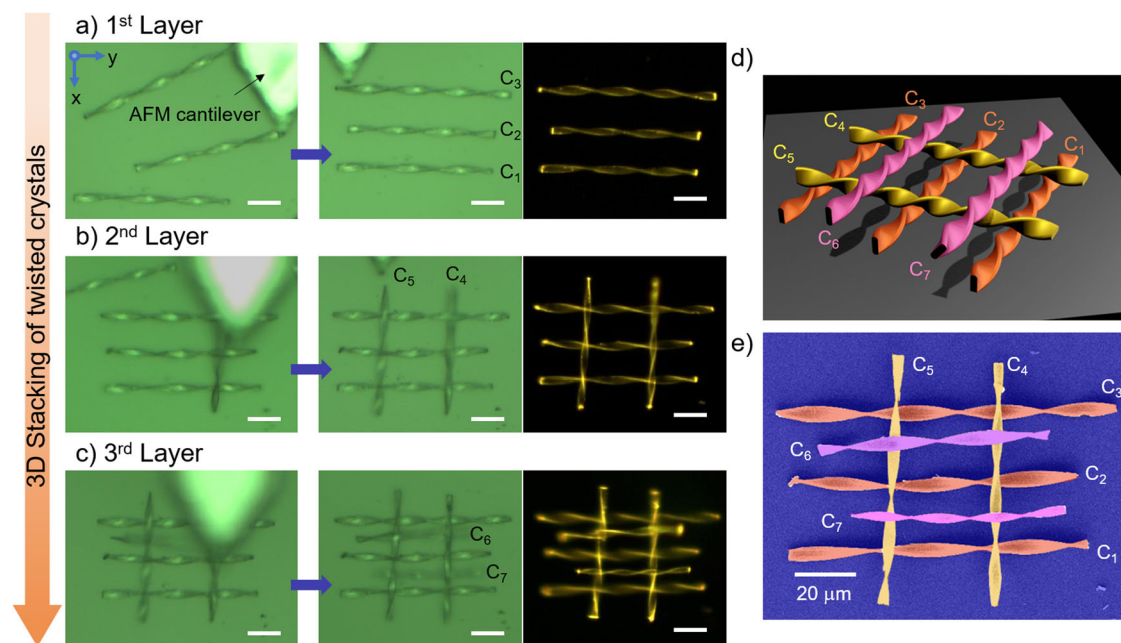 3D Stacking of twisted crystals
a) 1st Layer
y
x
AFM cantilever
C3
C2
C1
b) 2nd Layer
C5
C4
c) 3rd Layer
C6
C7
d)
C3
C2
C1
C4
C5
C6
C7
e)
C5
C4
C3
C6
C2
C7
C1
20 μm